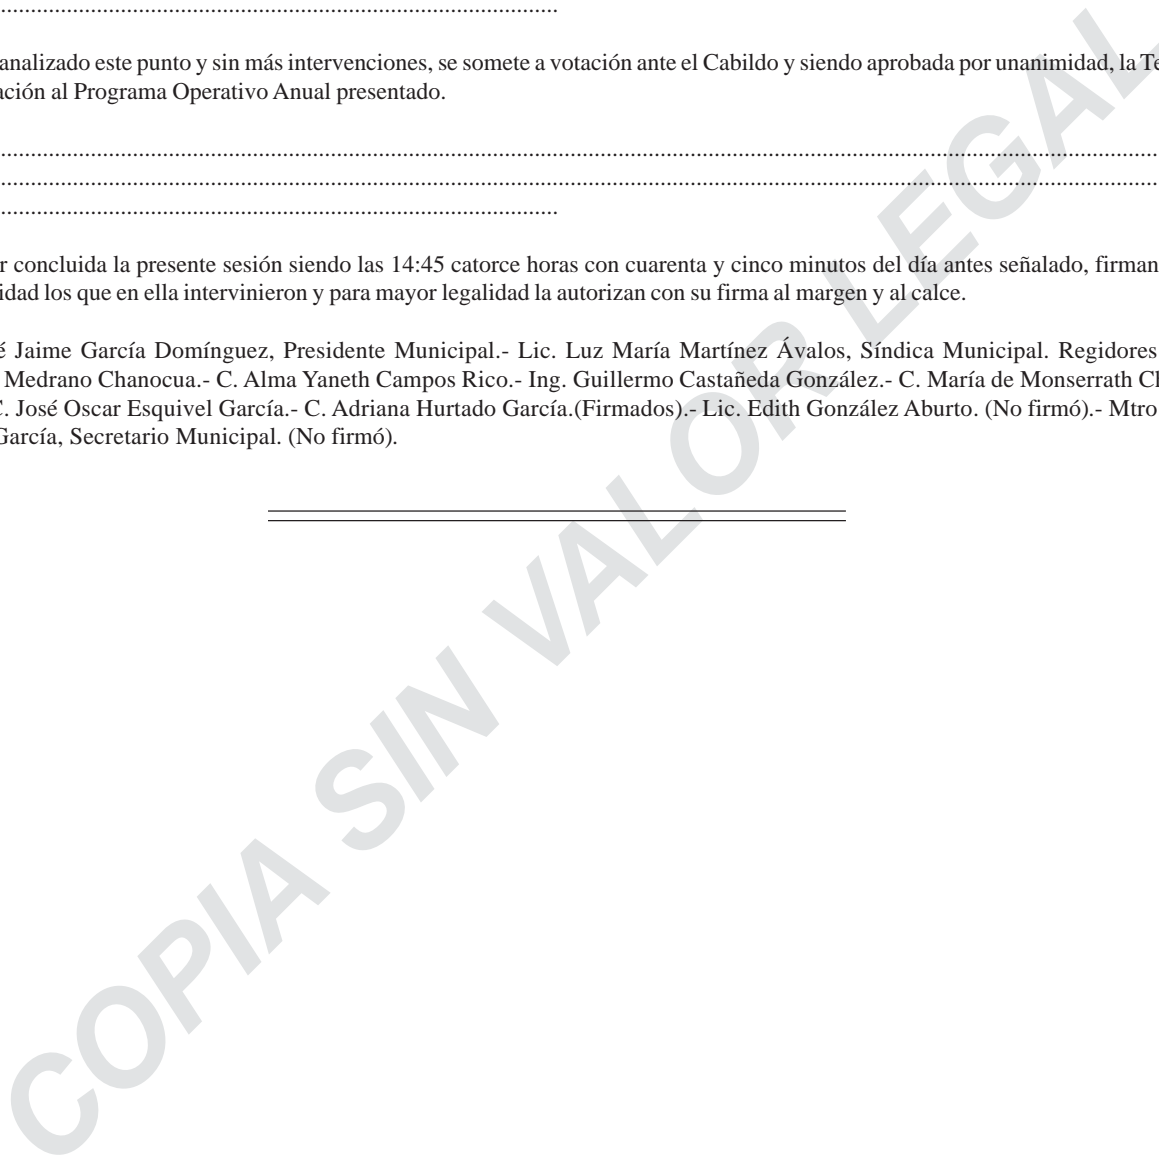 ....................................................................................
analizado este punto y sin más intervenciones, se somete a votación ante el Cabildo y siendo aprobada por unanimidad, la
ación al Programa Operativo Anual presentado.
....................................................................................
....................................................................................
....................................................................................
r concluida la presente sesión siendo las 14:45 catorce horas con cuarenta y cinco minutos del día antes señalado, firman
idad los que en ella intervinieron y para mayor legalidad la autorizan con su firma al margen y al calce.
é Jaime García Domínguez, Presidente Municipal.- Lic. Luz María Martínez Ávalos, Síndica Municipal. Regidores
Medrano Chanocua.- C. Alma Yaneth Campos Rico.- Ing. Guillermo Castañeda González.- C. María de Monserrath
C. José Oscar Esquivel García.- C. Adriana Hurtado García.(Firmados).- Lic. Edith González Aburto. (No firmó).- Mtro
García, Secretario Municipal. (No firmó).
COPIA SIN VALOR LEGAL